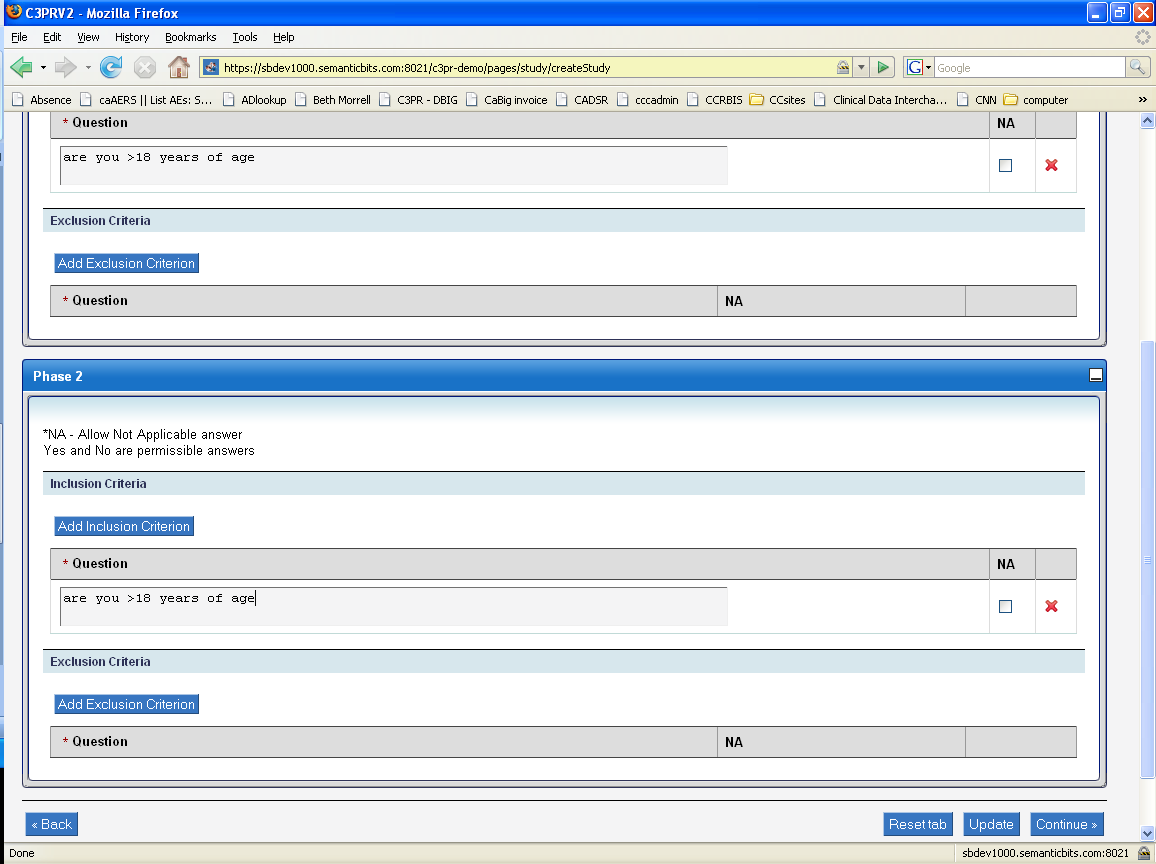 C3PRV2 - Mozilla Firefox
File Edit View History Bookmarks Tools Help
https://sbdev1000.semanticbits.com:8021/c3pr-demo/pages/study/createStudy
G Google
Absence caAERS || List AEs: S... ADlookup Beth Morrell C3PR - DBIG CaBig invoice CADSR cccadmin CCRBIS CCsites Clinical Data Intercha... CNN computer »
* Question NA
are you >18 years of age
Exclusion Criteria
Add Exclusion Criterion
* Question NA
Phase 2
*NA - Allow Not Applicable answer
Yes and No are permissible answers
Inclusion Criteria
Add Inclusion Criterion
* Question NA
are you >18 years of age
Exclusion Criteria
Add Exclusion Criterion
* Question NA
« Back Reset tab Update Continue »
Done sbdev1000.semanticbits.com:8021